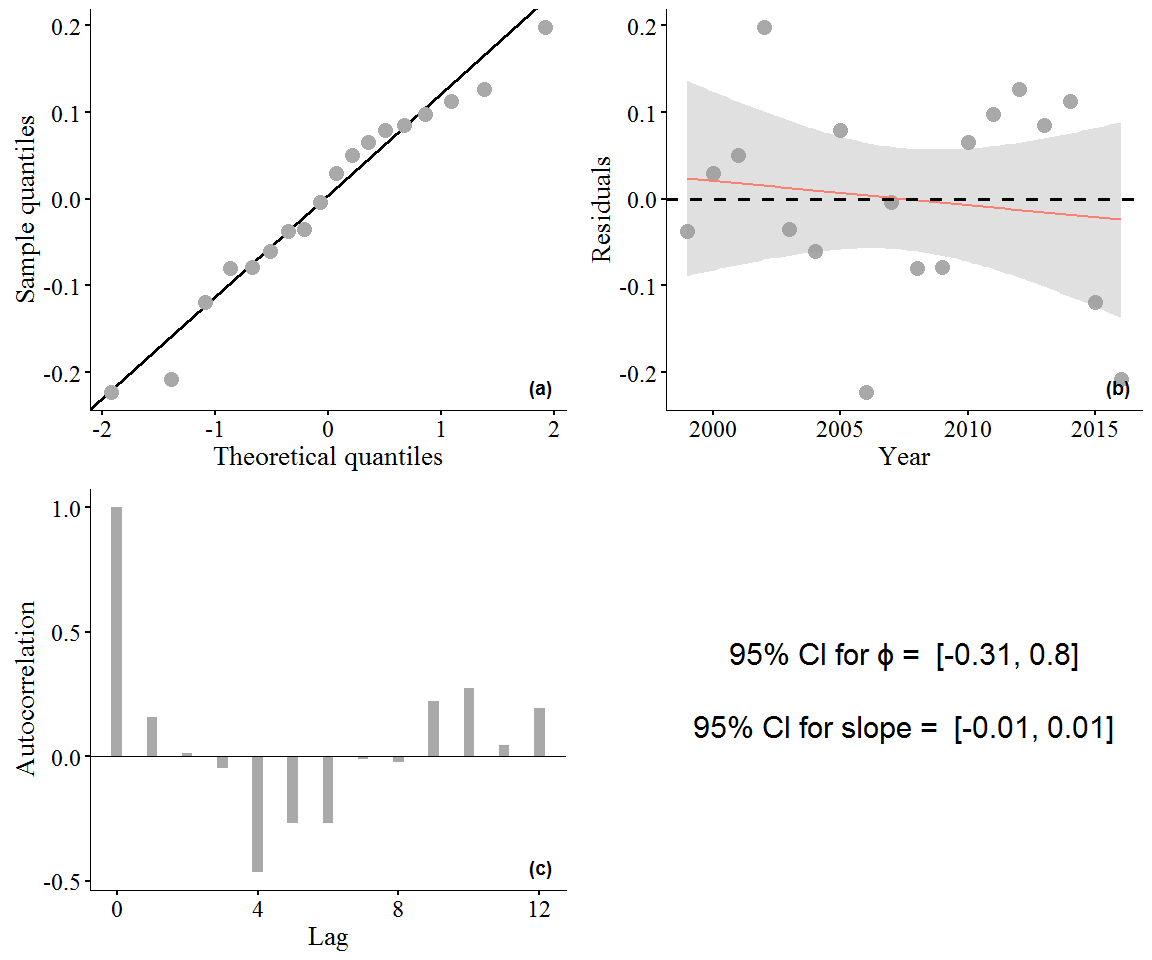 0.2
0.1
0.0
-0.1
-0.2
Sample quantiles
-2
-1
0
1
2
Theoretical quantiles
(a)
0.2
0.1
0.0
-0.1
-0.2
Residuals
2000
2005
2010
2015
Year
(b)
1.0
0.5
0.0
-0.5
Autocorrelation
0
4
8
12
Lag
(c)
95% CI for ϕ = [-0.31, 0.8]
95% CI for slope = [-0.01, 0.01]